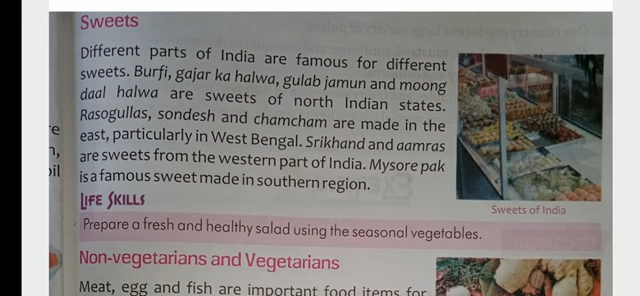 Sweets
Different parts of India are famous for different
sweets. Burfi, gajar ka halwa, gulab jamun and moong
daal halwa are sweets of north Indian states.
Rasogullas, sondesh and chamcham are made in the
east, particularly in West Bengal. Srikhand and aamras
are sweets from the western part of India. Mysore pak
is a famous sweet made in southern region.
Sweets of India
LIFE SKILLS
Prepare a fresh and healthy salad using the seasonal vegetables.
Non-vegetarians and Vegetarians
Meat, egg and fish are important food items for